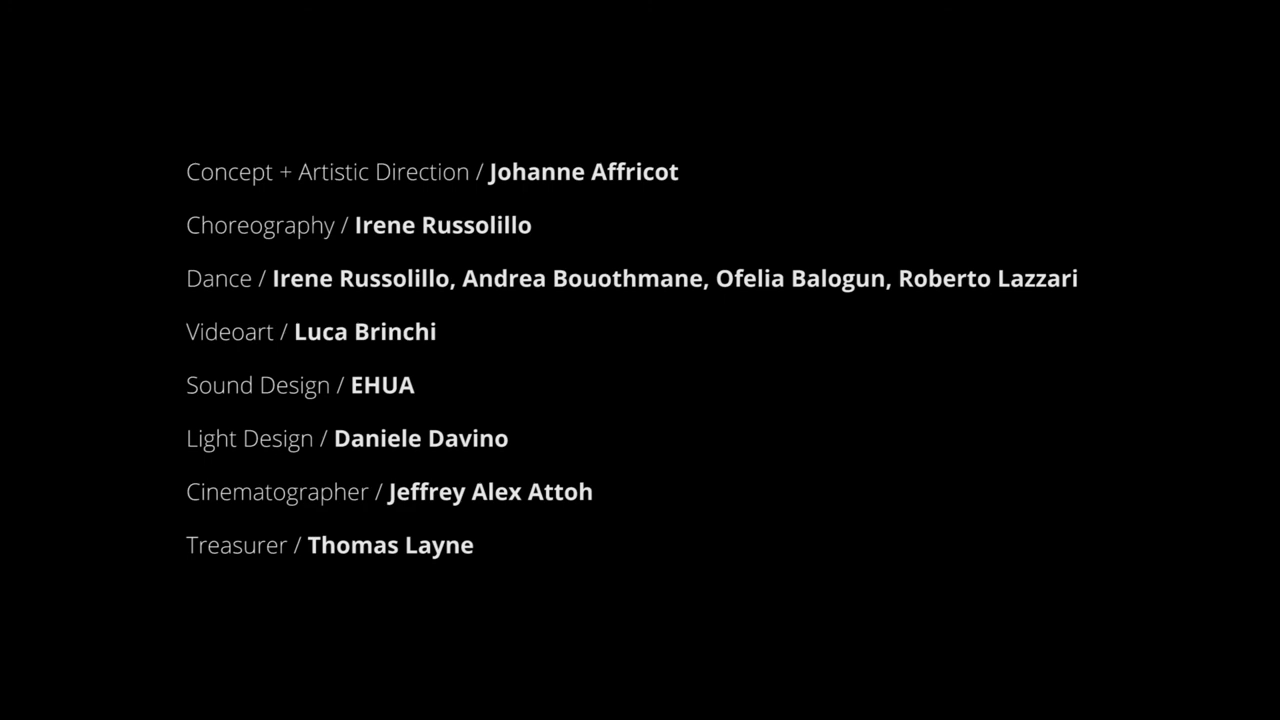 Concept + Artistic Direction / Johanne Affricot
Choreography / Irene Russolillo
Dance / Irene Russolillo, Andrea Bouothmane, Ofelia Balogun, Roberto Lazzari
Videoart / Luca Brinchi
Sound Design / EHUA
Light Design / Daniele Davino
Cinematographer / Jeffrey Alex Attoh
Treasurer / Thomas Layne